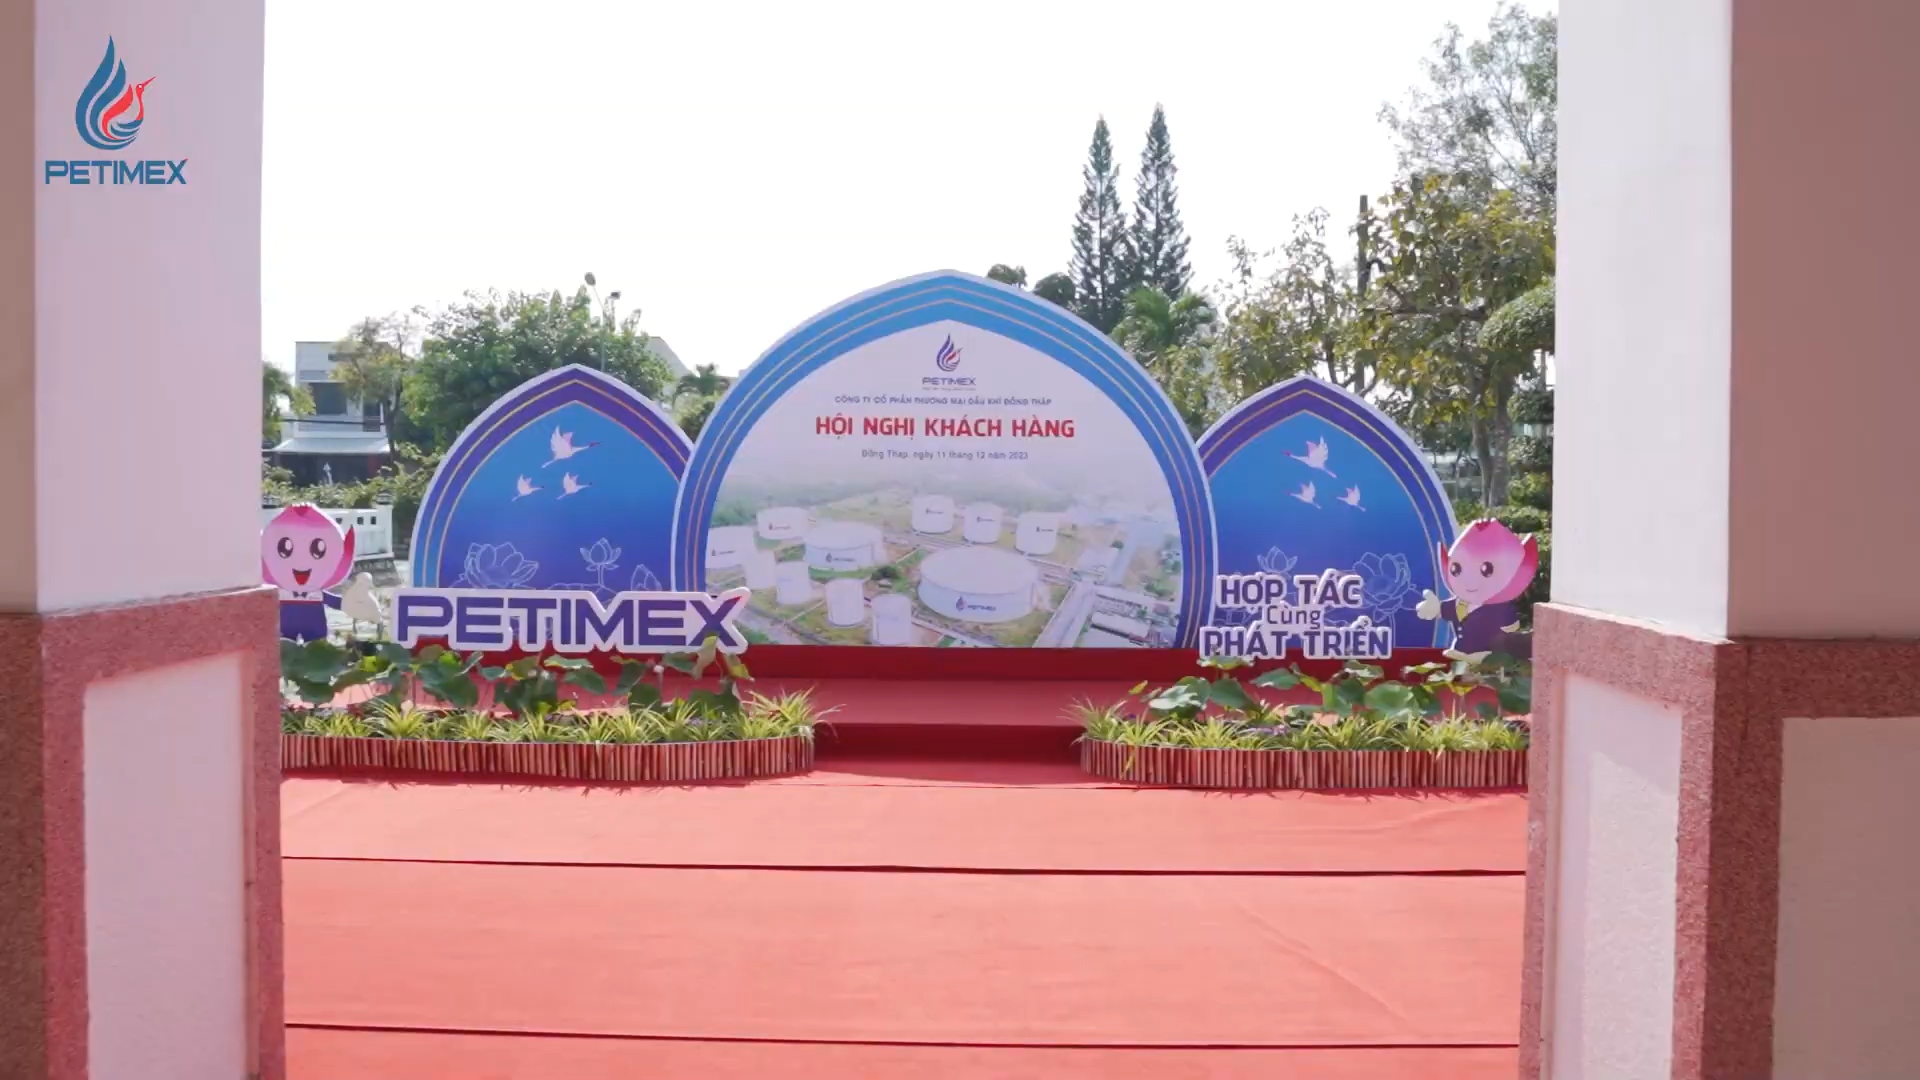 PETIMEX
PETIMEX
CÔNG TY CỔ PHẦN THƯƠNG MẠI DẦU KHÍ ĐỒNG THÁP
HỘI NGHỊ KHÁCH HÀNG
Đồng Tháp, ngày 11 tháng 12 năm 2023
PETIMEX
PETIMEX
HỢP TÁC
Cùng
PHÁT TRIỂN